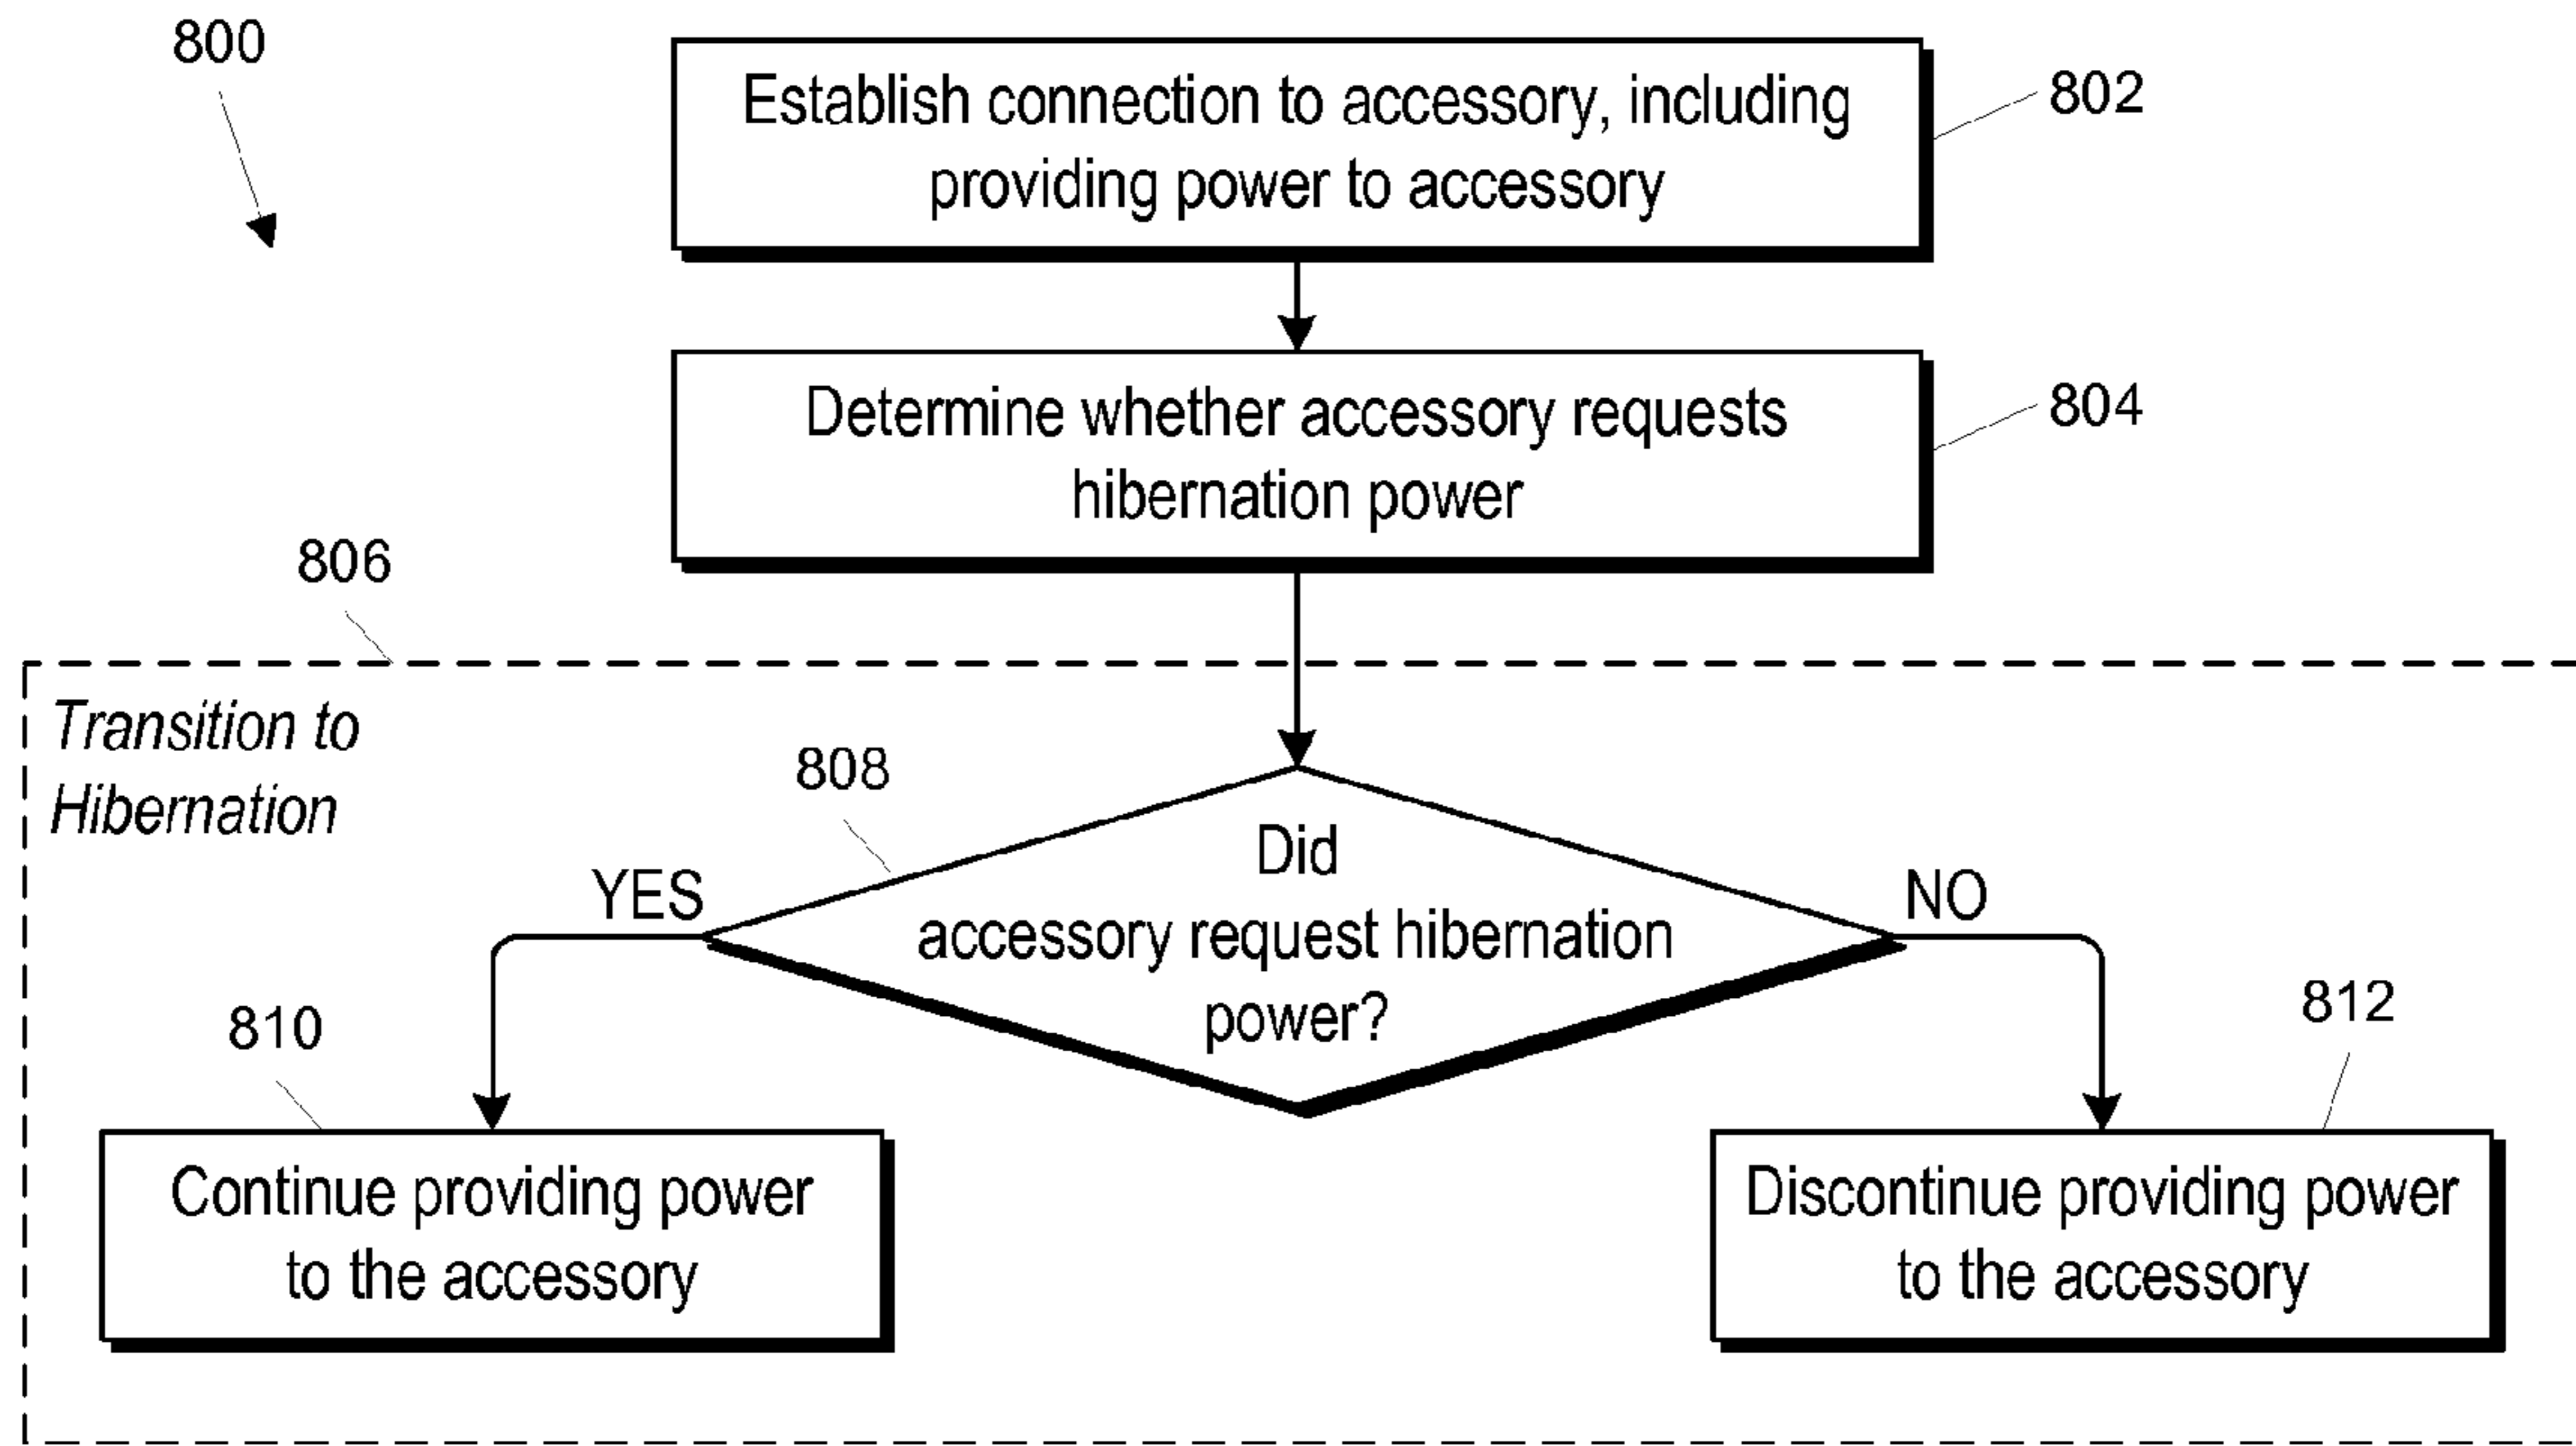 800
Establish connection to accessory, including
providing power to accessory
802
Determine whether accessory requests
hibernation power
804
806
Transition to
Hibernation
808
Did
accessory request hibernation
power?
YES
NO
810
Continue providing power
to the accessory
812
Discontinue providing power
to the accessory